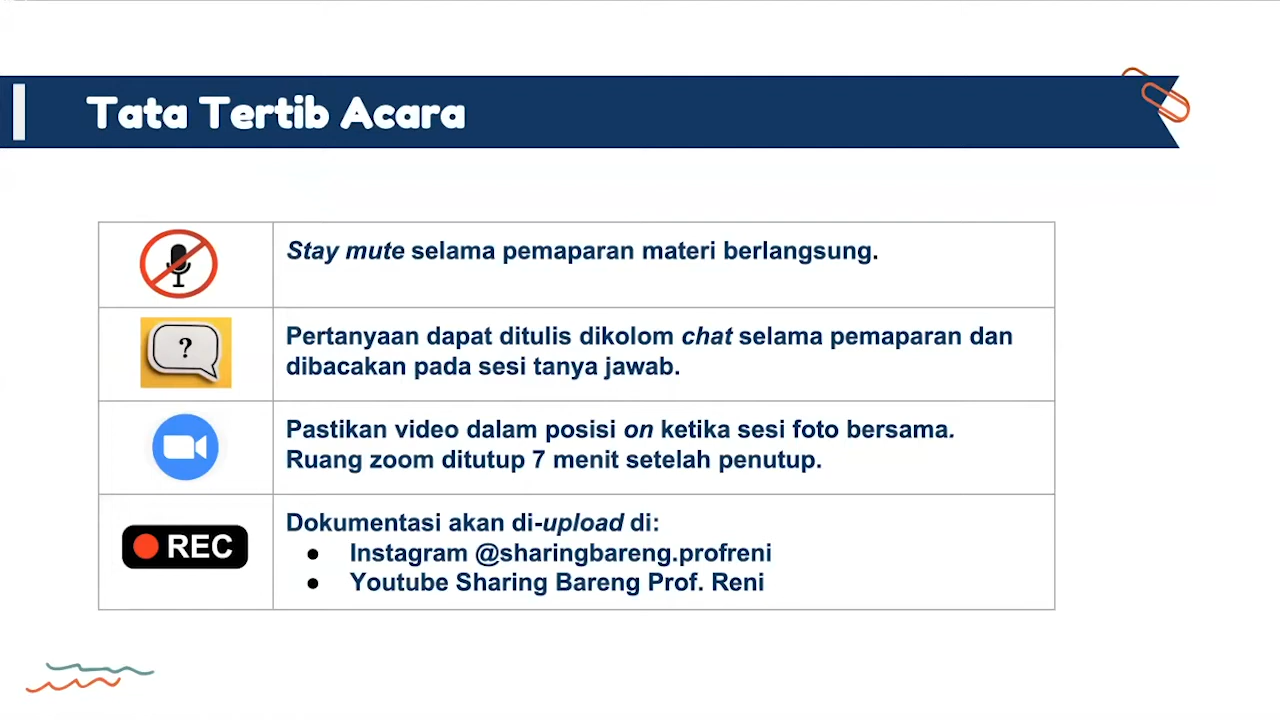 Tata Tertib Acara
Stay mute selama pemaparan materi berlangsung.
?
Pertanyaan dapat ditulis dikolom chat selama pemaparan dan
dibacakan pada sesi tanya jawab.
Pastikan video dalam posisi on ketika sesi foto bersama.
Ruang zoom ditutup 7 menit setelah penutup.
REC
Dokumentasi akan di-upload di:
● Instagram @sharingbareng.profreni
● Youtube Sharing Bareng Prof. Reni